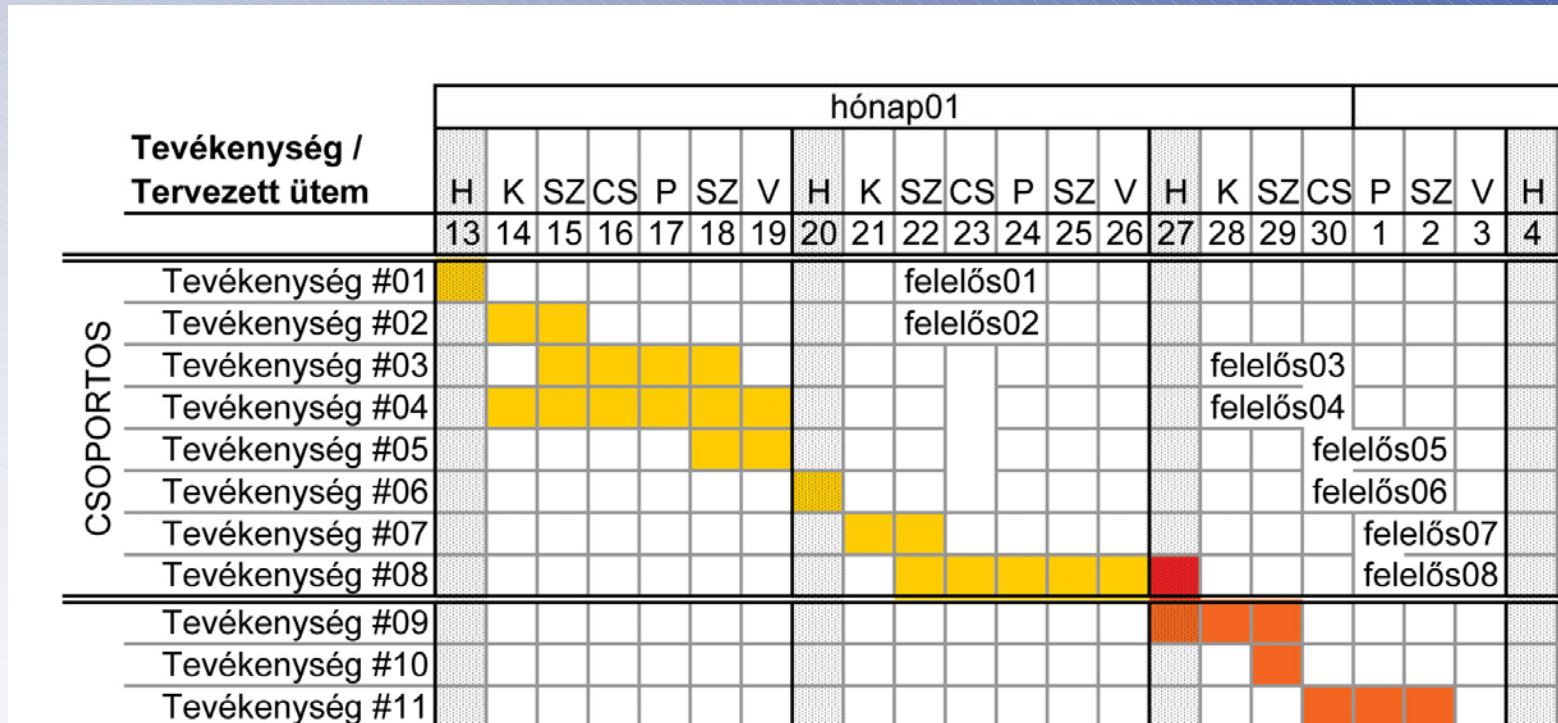 hónap01
Tevékenység /
Tervezett ütem
H K SZ CS P SZ V H K SZ CS P SZ V H K SZ CS P SZ V H
13 14 15 16 17 18 19 20 21 22 23 24 25 26 27 28 29 30 1 2 3 4
CSOPORTOS
Tevékenység #01 felelős01
Tevékenység #02 felelős02
Tevékenység #03 felelős03
Tevékenység #04 felelős04
Tevékenység #05 felelős05
Tevékenység #06 felelős06
Tevékenység #07 felelős07
Tevékenység #08 felelős08
Tevékenység #09
Tevékenység #10
Tevékenység #11